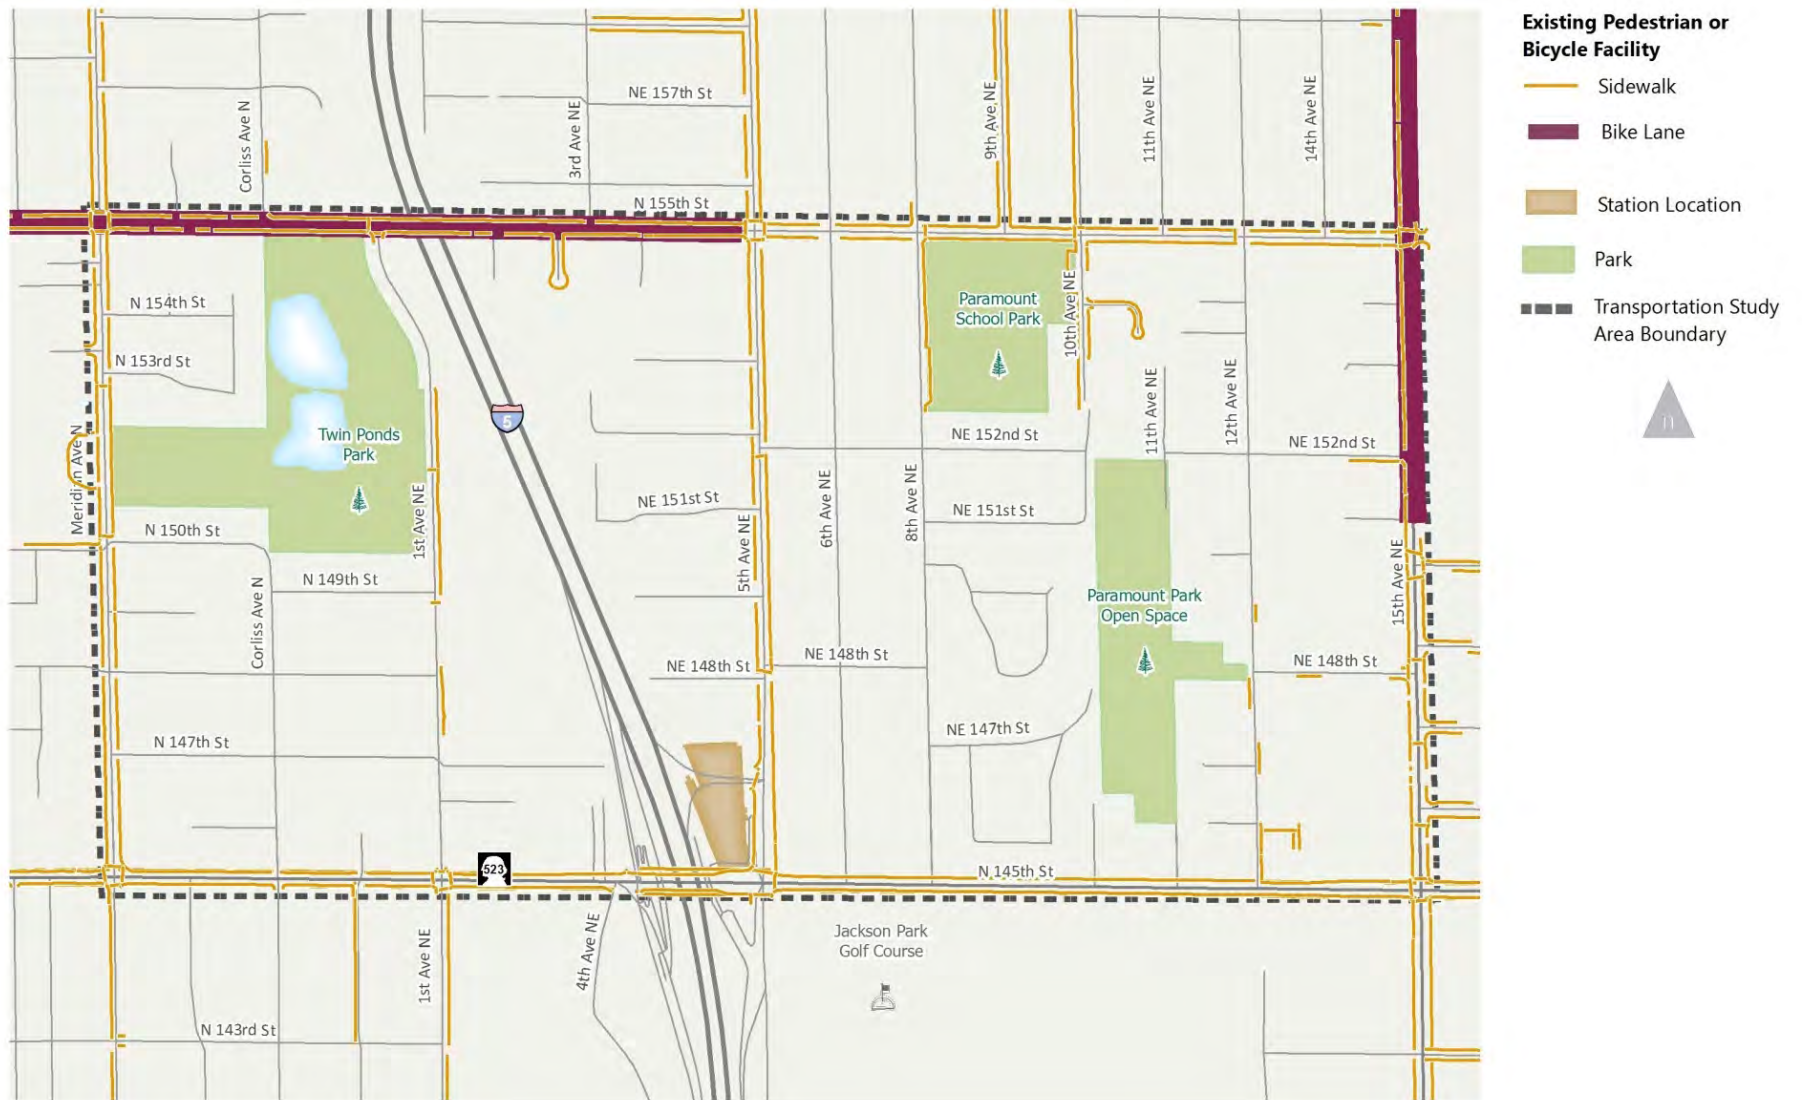 Existing Pedestrian or
Bicycle Facility
Sidewalk
Bike Lane
Station Location
Park
Transportation Study
Area Boundary
n
NE 157th St
Corliss Ave N
3rd Ave NE
9th Ave NE
11th Ave NE
14th Ave NE
N 155th St
N 154th St
N 153rd St
Paramount
School Park
10th Ave NE
5
Twin Ponds
Park
Meridian Ave N
11th Ave NE
12th Ave NE
NE 152nd St
NE 152nd St
NE 151st St
NE 151st St
1st Ave NE
5th Ave NE
6th Ave NE
8th Ave NE
N 150th St
N 149th St
Corliss Ave N
15th Ave NE
Paramount Park
Open Space
NE 148th St
NE 148th St
NE 148th St
N 147th St
NE 147th St
523
N 145th St
Jackson Park
Golf Course
1st Ave NE
4th Ave NE
N 143rd St